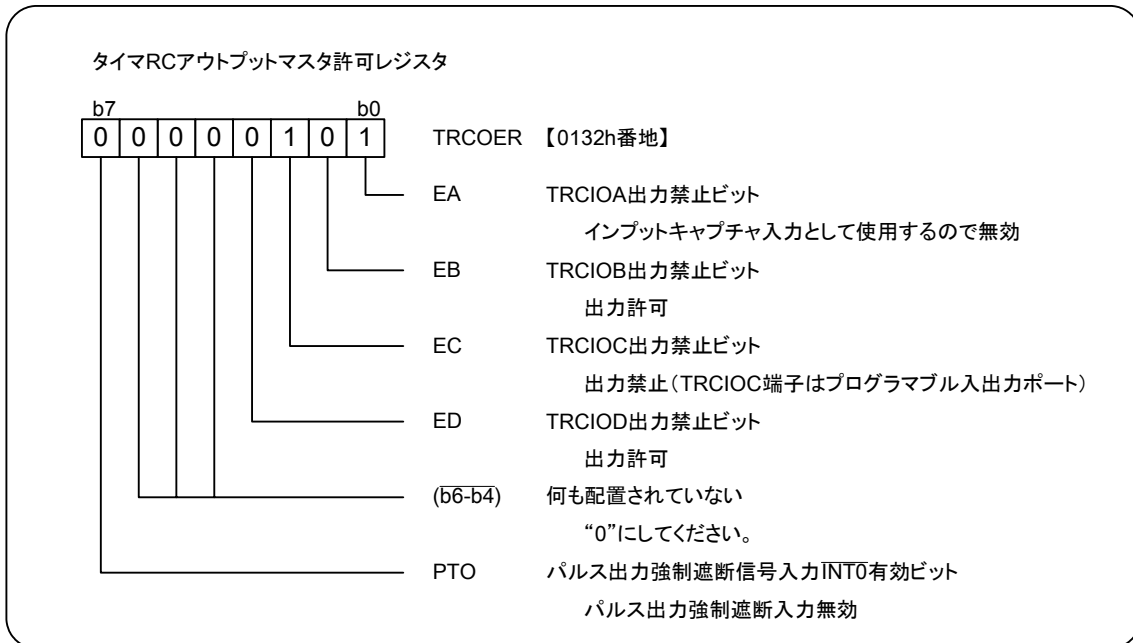 タイマRCアウトプットマスタ許可レジスタ
b7 b0
0 0 0 0 0 1 0 1 TRCOER 【0132h番地】
EA TRCIOA出力禁止ビット
インプットキャプチャ入力として使用するので無効
EB TRCIOB出力禁止ビット
出力許可
EC TRCIOC出力禁止ビット
出力禁止（TRCIOC端子はプログラマブル入出力ポート）
ED TRCIOD出力禁止ビット
出力許可
(b6-b4) 何も配置されていない
“0”にしてください。
PTO パルス出力強制遮断信号入力INT0有効ビット
パルス出力強制遮断入力無効